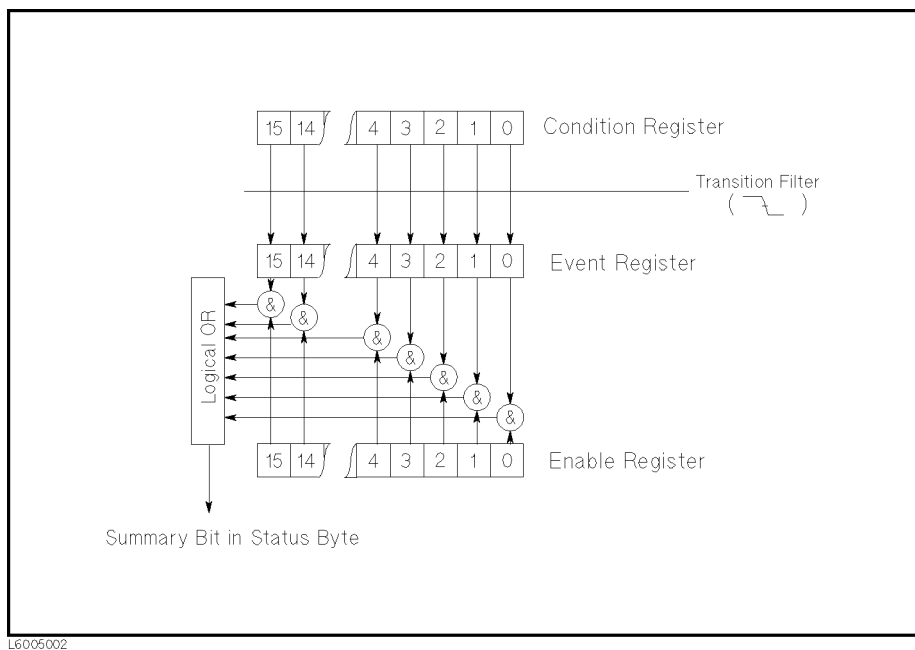 15 14 4 3 2 1 0 Condition Register
Transition Filter
( )
15 14 4 3 2 1 0 Event Register
Logical OR
&
&
&
&
&
&
&
15 14 4 3 2 1 0 Enable Register
Summary Bit in Status Byte
L6005002